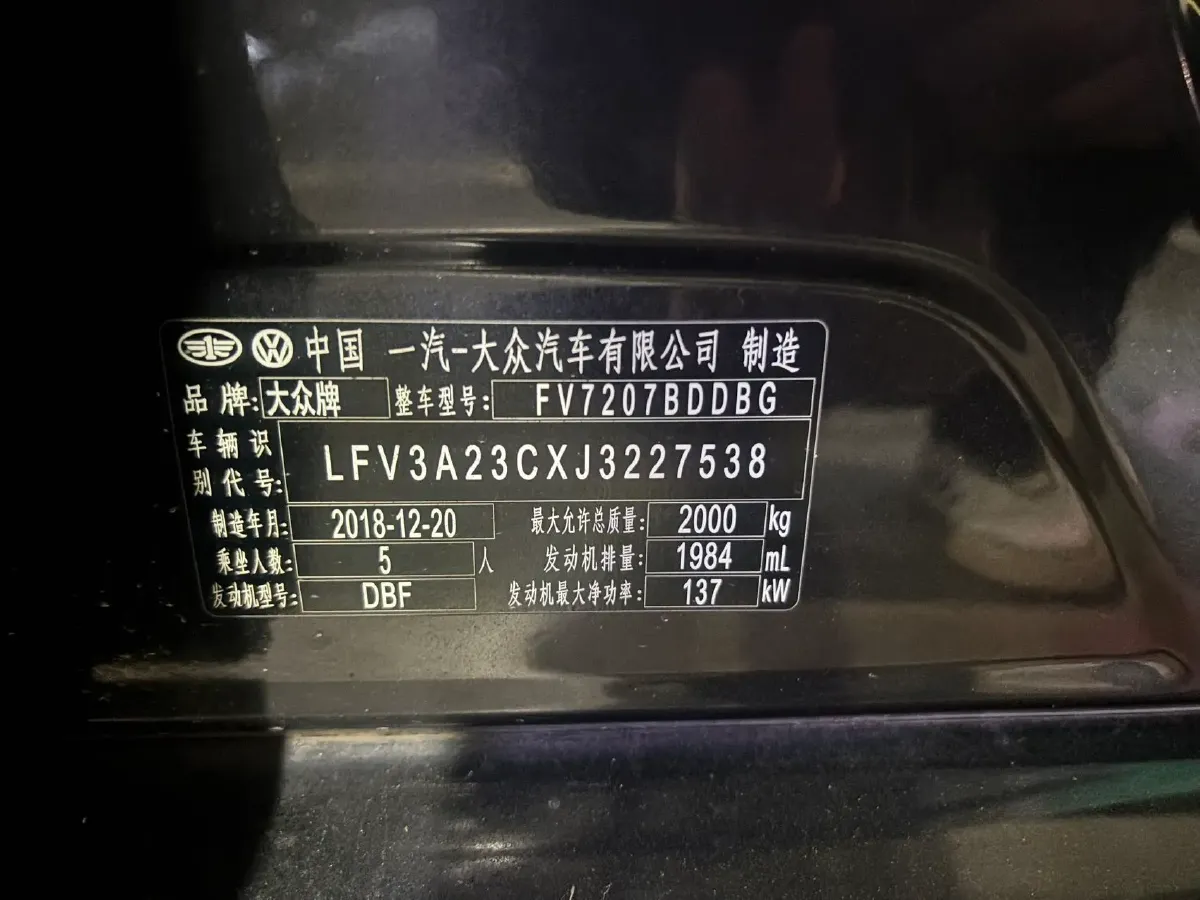 中国 一汽-大众汽车有限公司 制造
品牌: 大众牌 整车型号: FV7207BDDBG
车辆识别代号: LFV3A23CXJ3227538
制造年月: 2018-12-20 最大允许总质量: 2000 kg
乘坐人数: 5 人 发动机排量: 1984 mL
发动机型号: DBF 发动机最大净功率: 137 kW